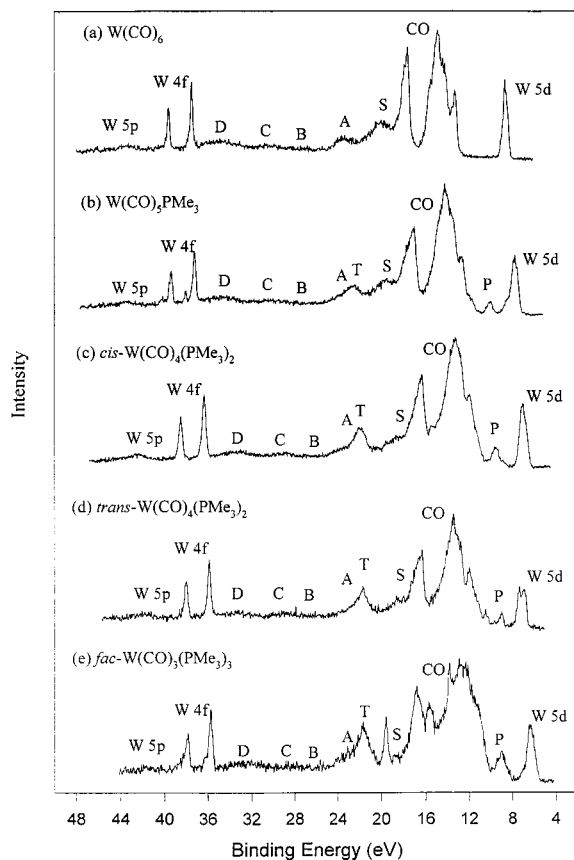 (a) W(CO)₆
CO
W 4f
W 5d
W 5p
D
C
B
A
S
(b) W(CO)₅PMe₃
CO
W 4f
W 5d
W 5p
D
C
B
A
T
S
P
(c) cis-W(CO)₄(PMe₃)₂
CO
W 4f
W 5d
W 5p
D
C
B
A
T
S
P
(d) trans-W(CO)₄(PMe₃)₂
CO
W 4f
W 5d
W 5p
D
C
B
A
T
S
P
(e) fac-W(CO)₃(PMe₃)₃
CO
W 4f
W 5d
W 5p
D
C
B
A
T
S
P
Intensity
48 44 40 36 32 28 24 20 16 12 8 4
Binding Energy (eV)